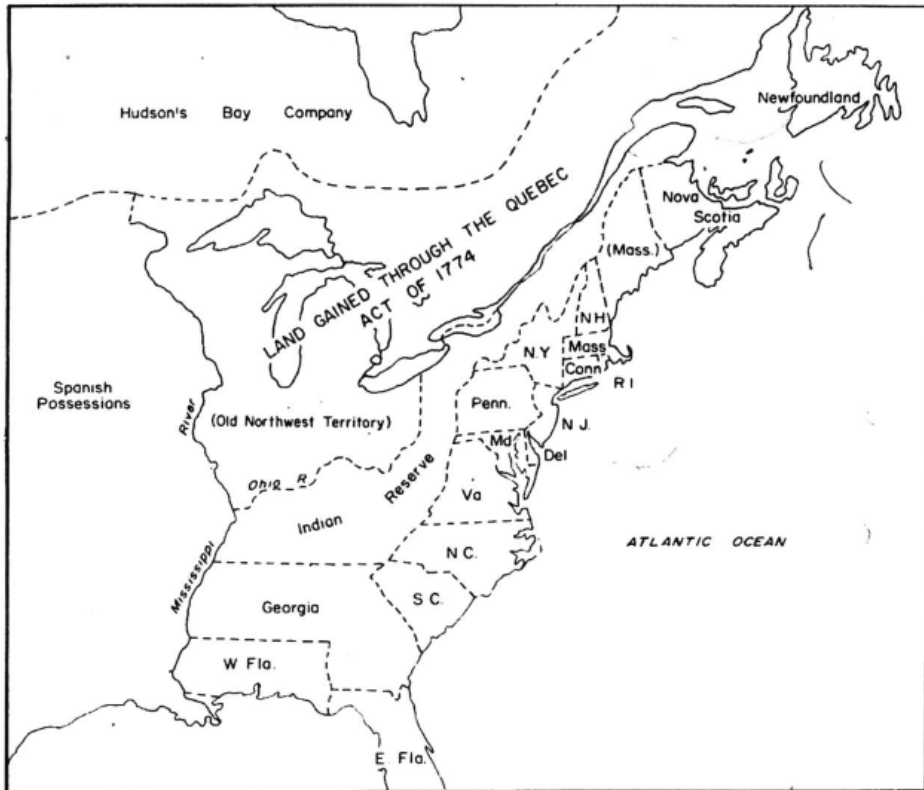 Hudson's Bay Company
Newfoundland
Nova
Scotia
(Mass.)
LAND GAINED THROUGH THE QUEBEC
ACT OF 1774
N H
N.Y
Mass
Conn
R I
Spanish
Possessions
River
(Old Northwest Territory)
Penn.
N J.
Md
Del
Ohio R.
Reserve
Va
Indian
ATLANTIC OCEAN
N C.
Mississippi
S C.
Georgia
W Fla.
E. Fla.